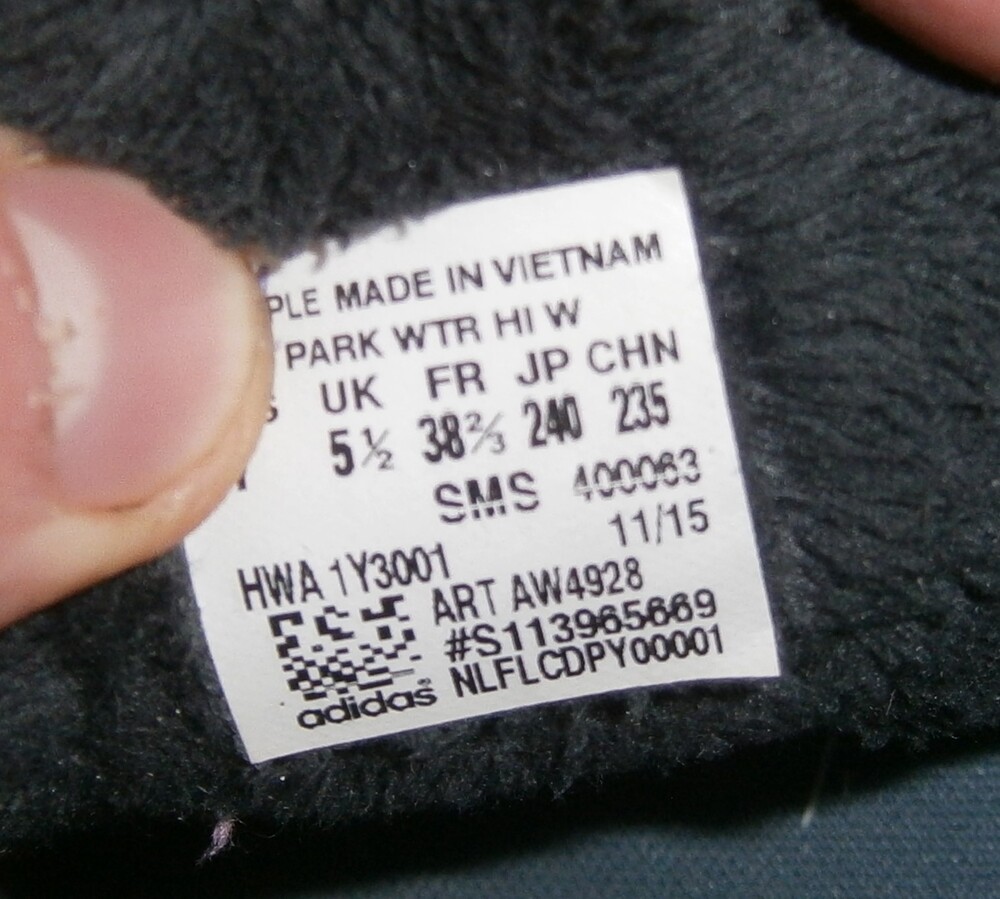 PLE MADE IN VIETNAM
PARK WTR HI W
UK FR JP CHN
5½ 38⅔ 240 235
SMS 400063
11/15
HWA 1Y3001
ART AW4928
#S113965669
NLFLCDPY00001
adidas®